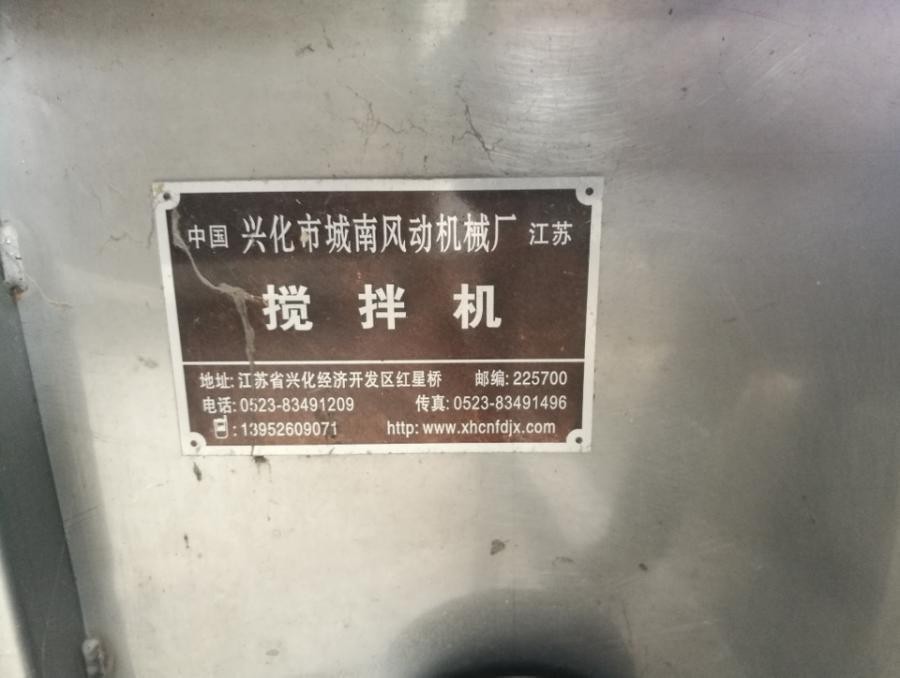 中国 兴化市城南风动机械厂 江苏
搅拌机
地址: 江苏省兴化经济开发区红星桥 邮编: 225700
电话: 0523-83491209 传真: 0523-83491496
: 13952609071 http: www.xhcnfdjx.com